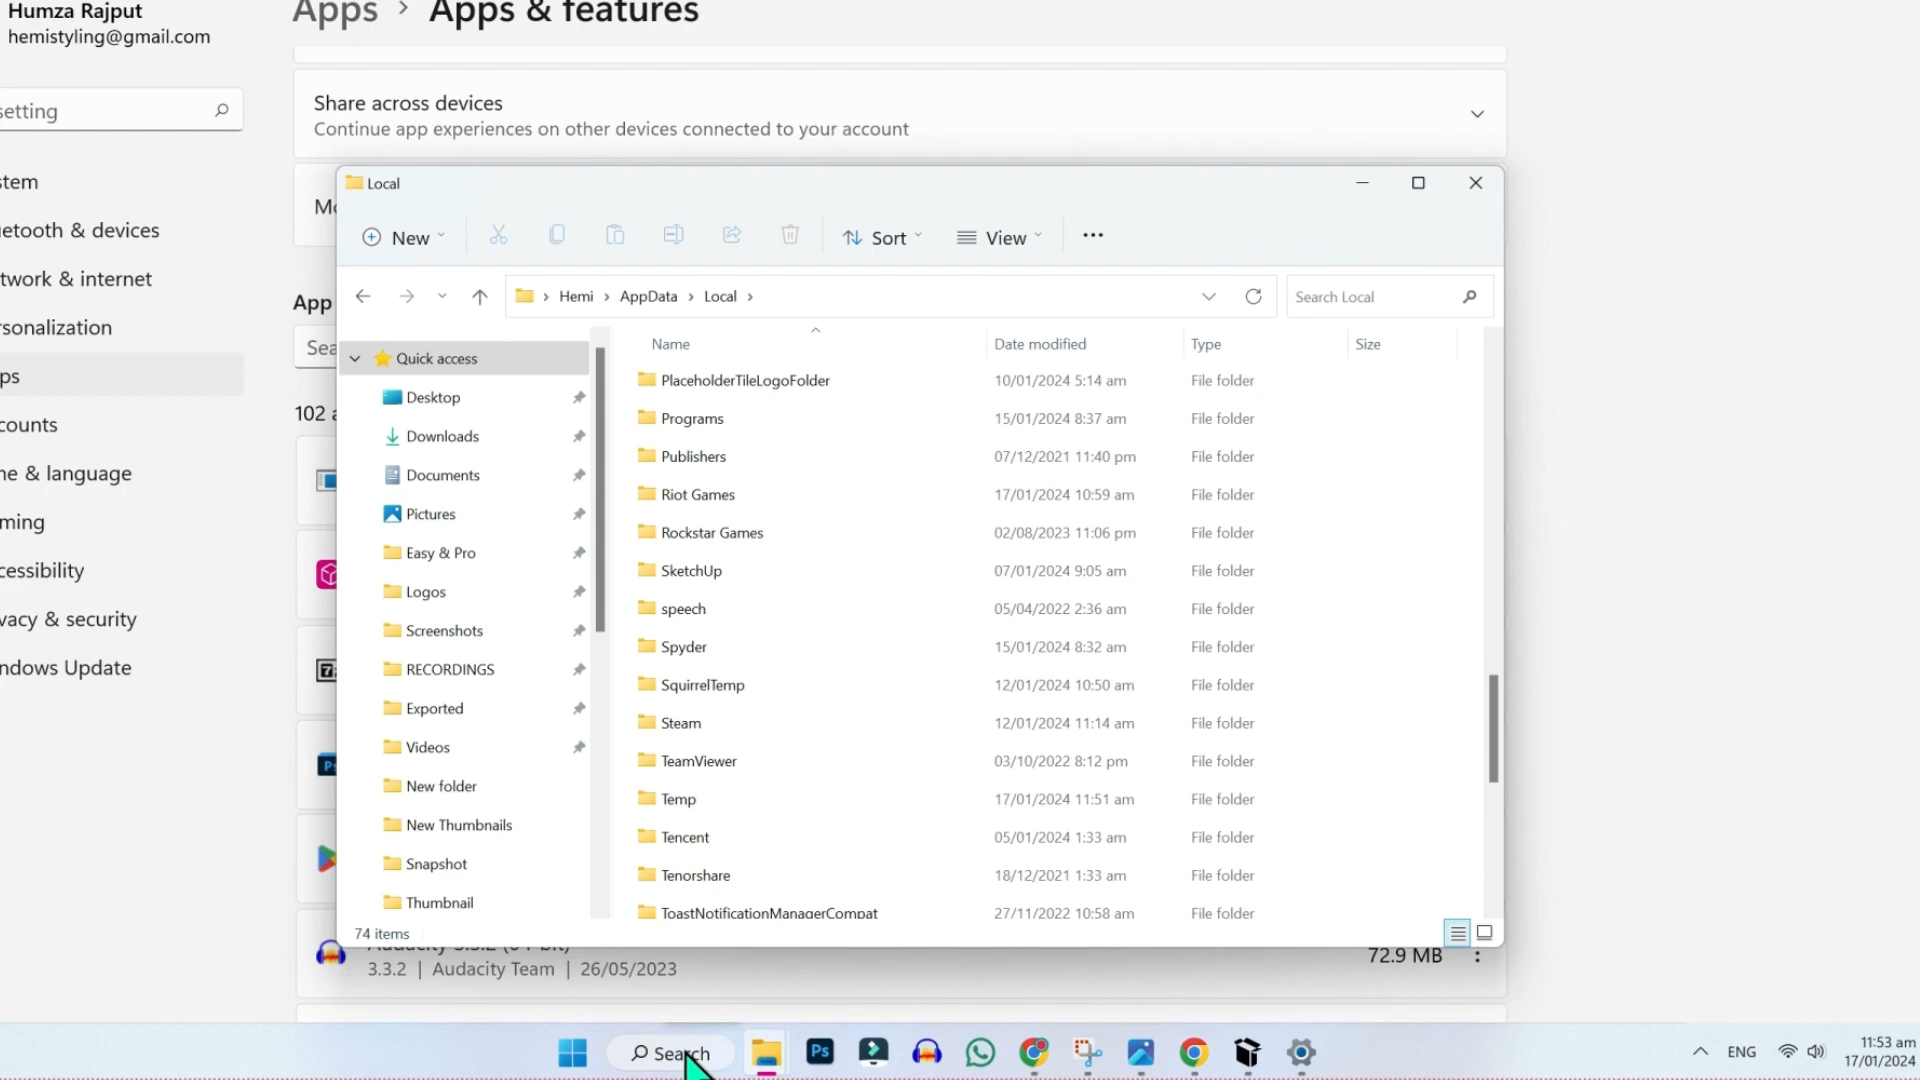 Humza Rajput
hemistyling@gmail.com
Apps > Apps & features
setting
Share across devices
Continue app experiences on other devices connected to your account
stem
etooth & devices
twork & internet
rsonalization
ps
counts
ne & language
ming
cessibility
vacy & security
ndows Update
Mo
App
Sea
102 a
Local
New
Sort
View
Hemi > AppData > Local >
Search Local
Quick access
Desktop
Downloads
Documents
Pictures
Easy & Pro
Logos
Screenshots
RECORDINGS
Exported
Videos
New folder
New Thumbnails
Snapshot
Thumbnail
Name Date modified Type Size
PlaceholderTileLogoFolder 10/01/2024 5:14 am File folder
Programs 15/01/2024 8:37 am File folder
Publishers 07/12/2021 11:40 pm File folder
Riot Games 17/01/2024 10:59 am File folder
Rockstar Games 02/08/2023 11:06 pm File folder
SketchUp 07/01/2024 9:05 am File folder
speech 05/04/2022 2:36 am File folder
Spyder 15/01/2024 8:32 am File folder
SquirrelTemp 12/01/2024 10:50 am File folder
Steam 12/01/2024 11:14 am File folder
TeamViewer 03/10/2022 8:12 pm File folder
Temp 17/01/2024 11:51 am File folder
Tencent 05/01/2024 1:33 am File folder
Tenorshare 18/12/2021 1:33 am File folder
ToastNotificationManagerCompat 27/11/2022 10:58 am File folder
74 items
Audacity 3.3.2 (64-bit)
3.3.2 | Audacity Team | 26/05/2023
72.9 MB
Search
Ps
ENG
11:53 am
17/01/2024